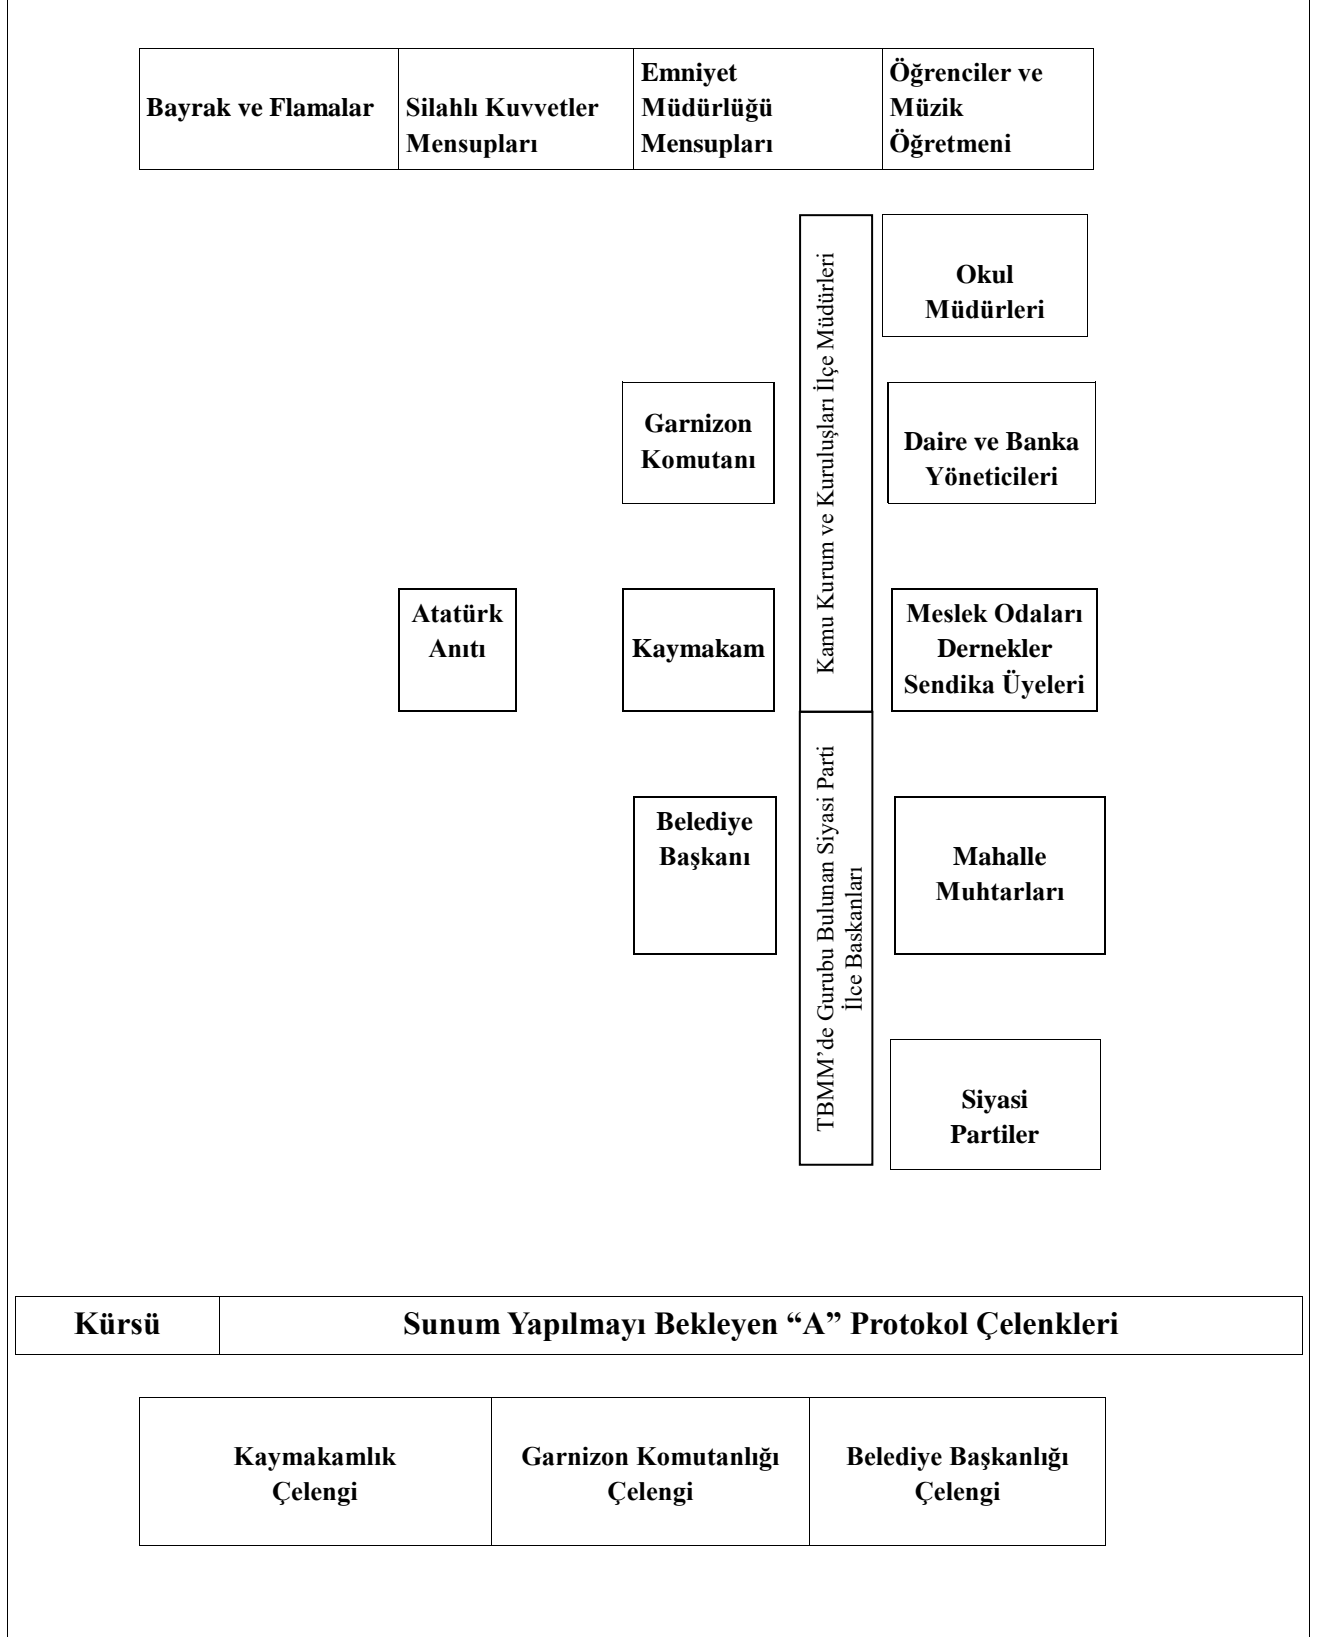 Bayrak ve Flamalar
Silahlı Kuvvetler
Mensupları
Emniyet
Müdürlüğü
Mensupları
Öğrenciler ve
Müzik
Öğretmeni
Kamu Kurum ve Kuruluşları İlçe Müdürleri
Okul
Müdürleri
Garnizon
Komutanı
Daire ve Banka
Yöneticileri
Atatürk
Anıtı
Kaymakam
Meslek Odaları
Dernekler
Sendika Üyeleri
Belediye
Başkanı
TBMM’de Gurubu Bulunan Siyasi Parti
İlce Baskanları
Mahalle
Muhtarları
Siyasi
Partiler
Kürsü
Sunum Yapılmayı Bekleyen “A” Protokol Çelenkleri
Kaymakamlık
Çelengi
Garnizon Komutanlığı
Çelengi
Belediye Başkanlığı
Çelengi